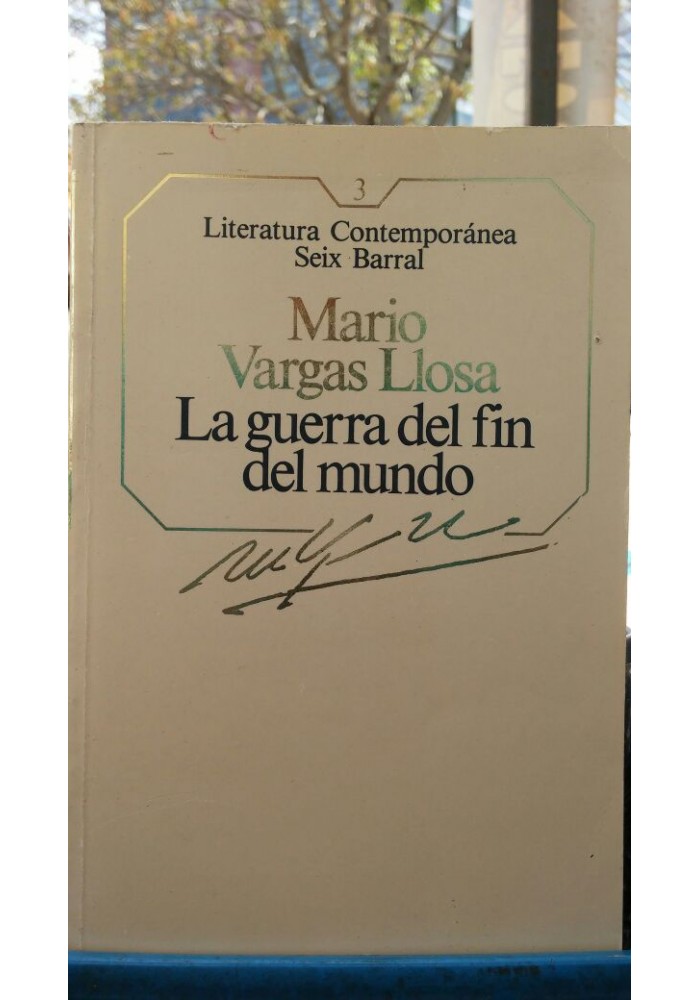 3
Literatura Contemporánea
Seix Barral
Mario
Vargas Llosa
La guerra del fin
del mundo